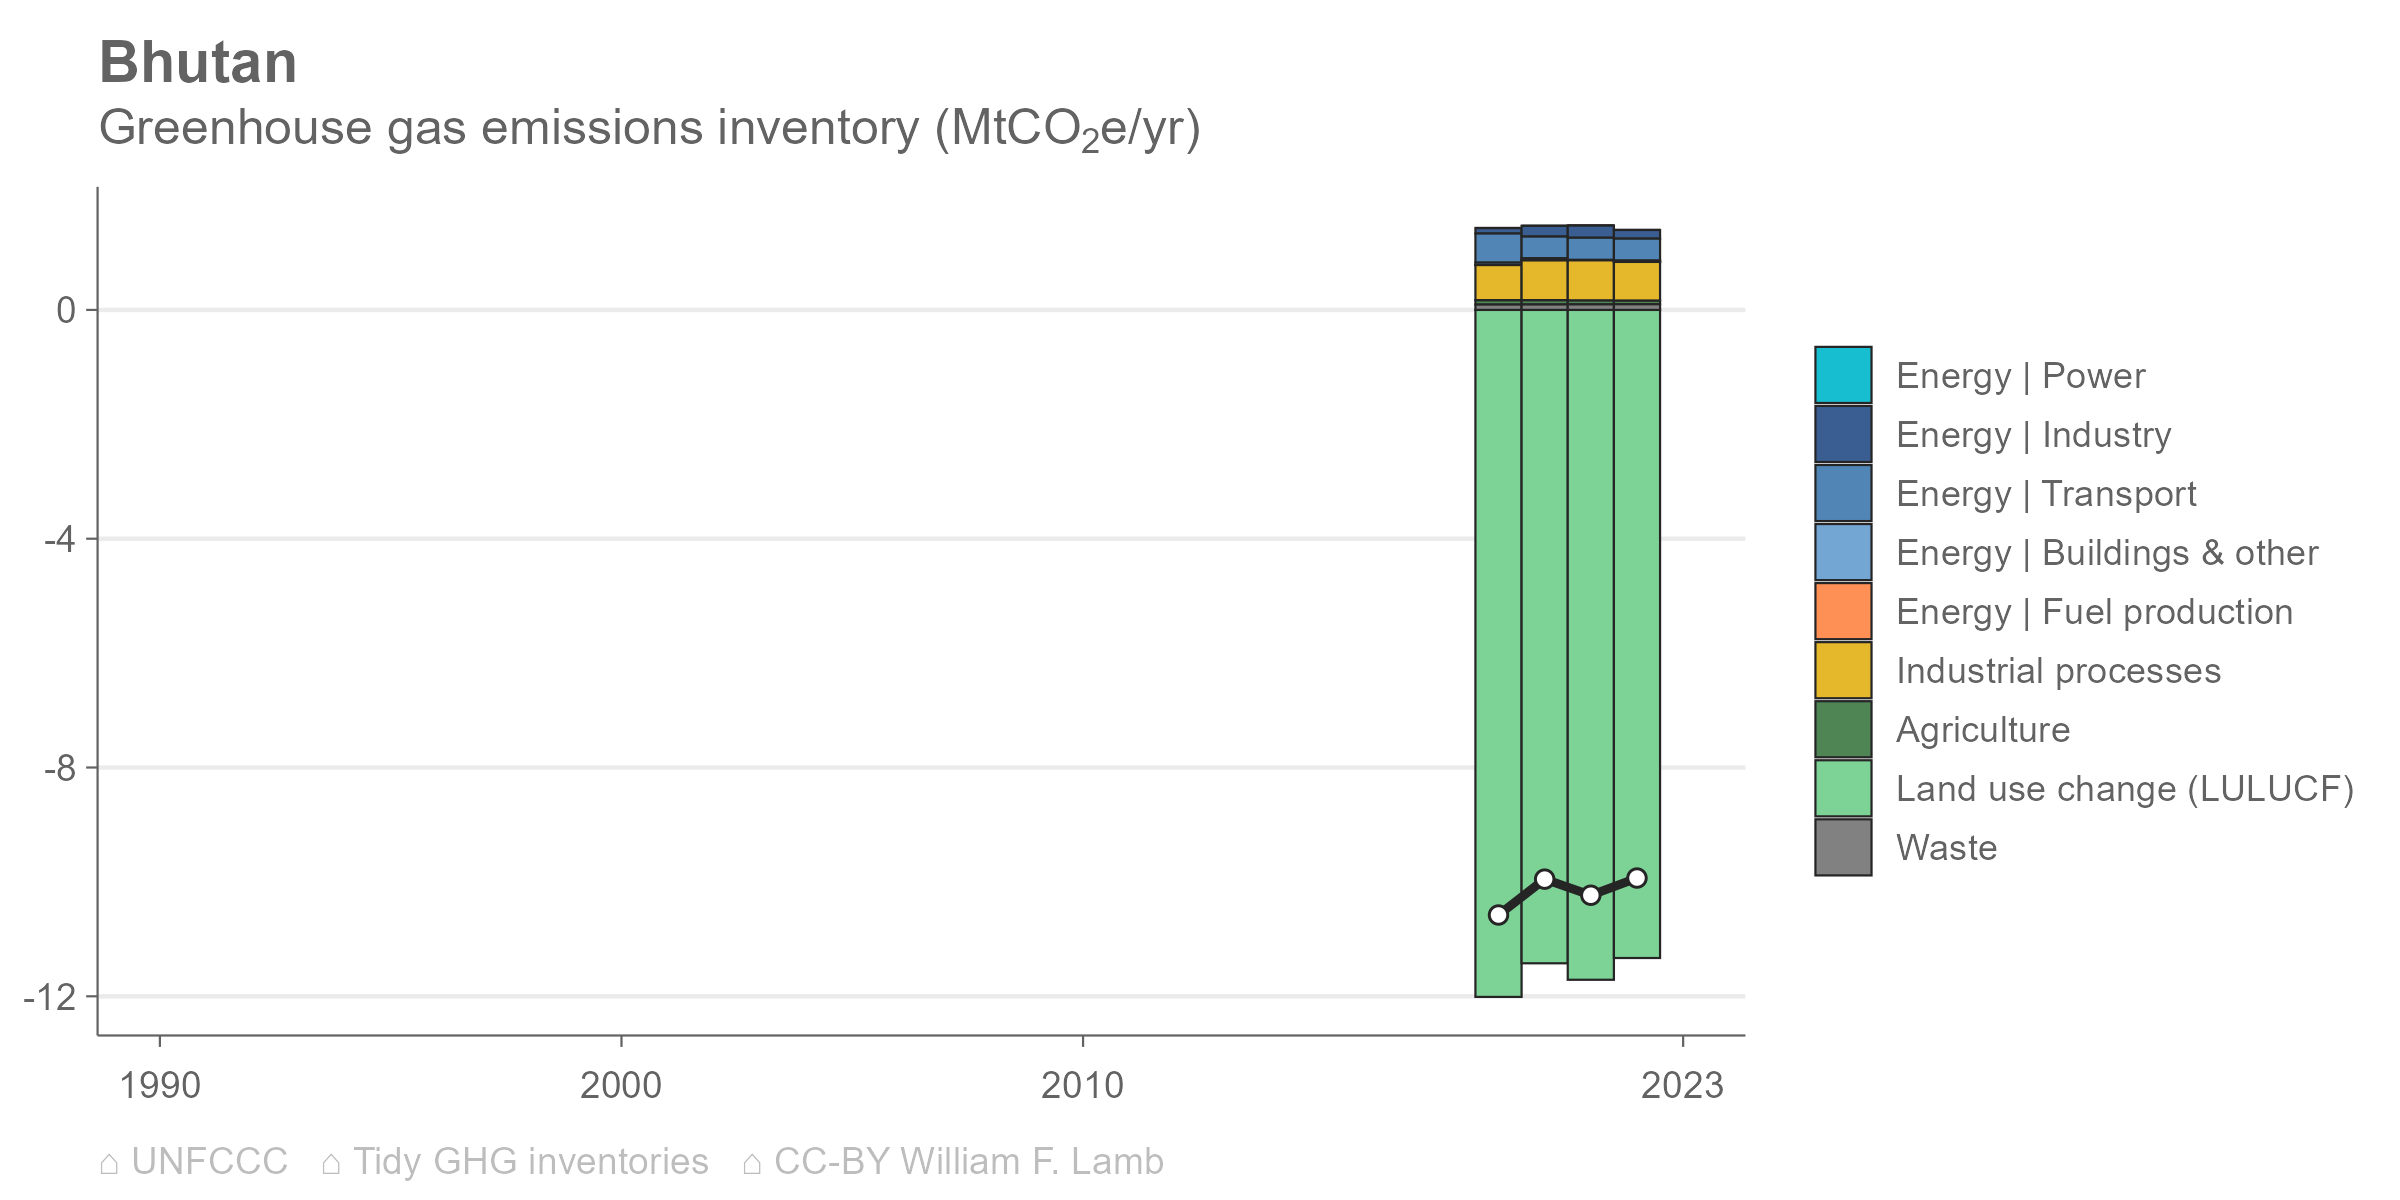 Bhutan
Greenhouse gas emissions inventory (MtCO₂e/yr)
0
-4
-8
-12
1990 2000 2010 2023
Energy | Power
Energy | Industry
Energy | Transport
Energy | Buildings & other
Energy | Fuel production
Industrial processes
Agriculture
Land use change (LULUCF)
Waste
⌂ UNFCCC ⌂ Tidy GHG inventories ⌂ CC-BY William F. Lamb